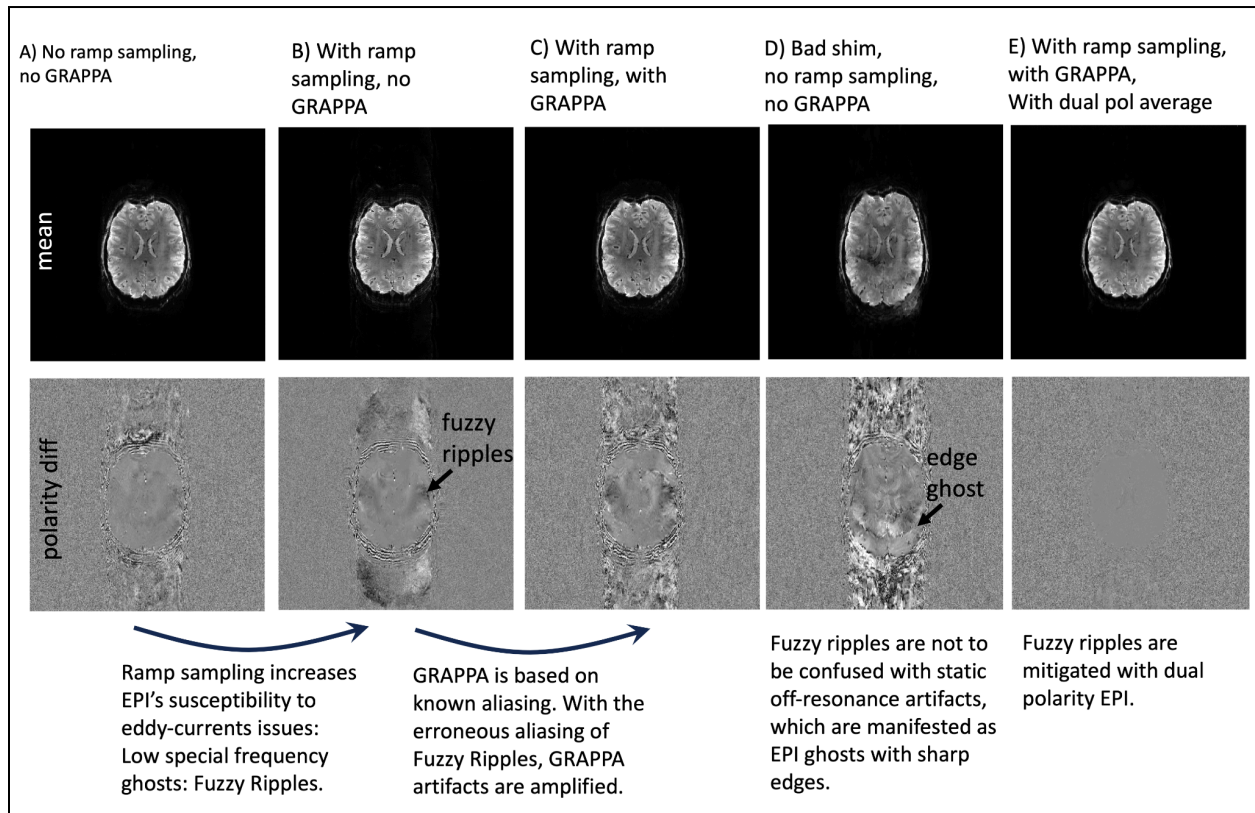 A) No ramp sampling,
no GRAPPA
B) With ramp
sampling, no
GRAPPA
C) With ramp
sampling, with
GRAPPA
D) Bad shim,
no ramp sampling,
no GRAPPA
E) With ramp sampling,
with GRAPPA,
With dual pol average
mean
polarity diff
fuzzy
ripples
edge
ghost
Ramp sampling increases
EPI’s susceptibility to
eddy-currents issues:
Low special frequency
ghosts: Fuzzy Ripples.
GRAPPA is based on
known aliasing. With the
erroneous aliasing of
Fuzzy Ripples, GRAPPA
artifacts are amplified.
Fuzzy ripples are not to
be confused with static
off-resonance artifacts,
which are manifested as
EPI ghosts with sharp
edges.
Fuzzy ripples are
mitigated with dual
polarity EPI.